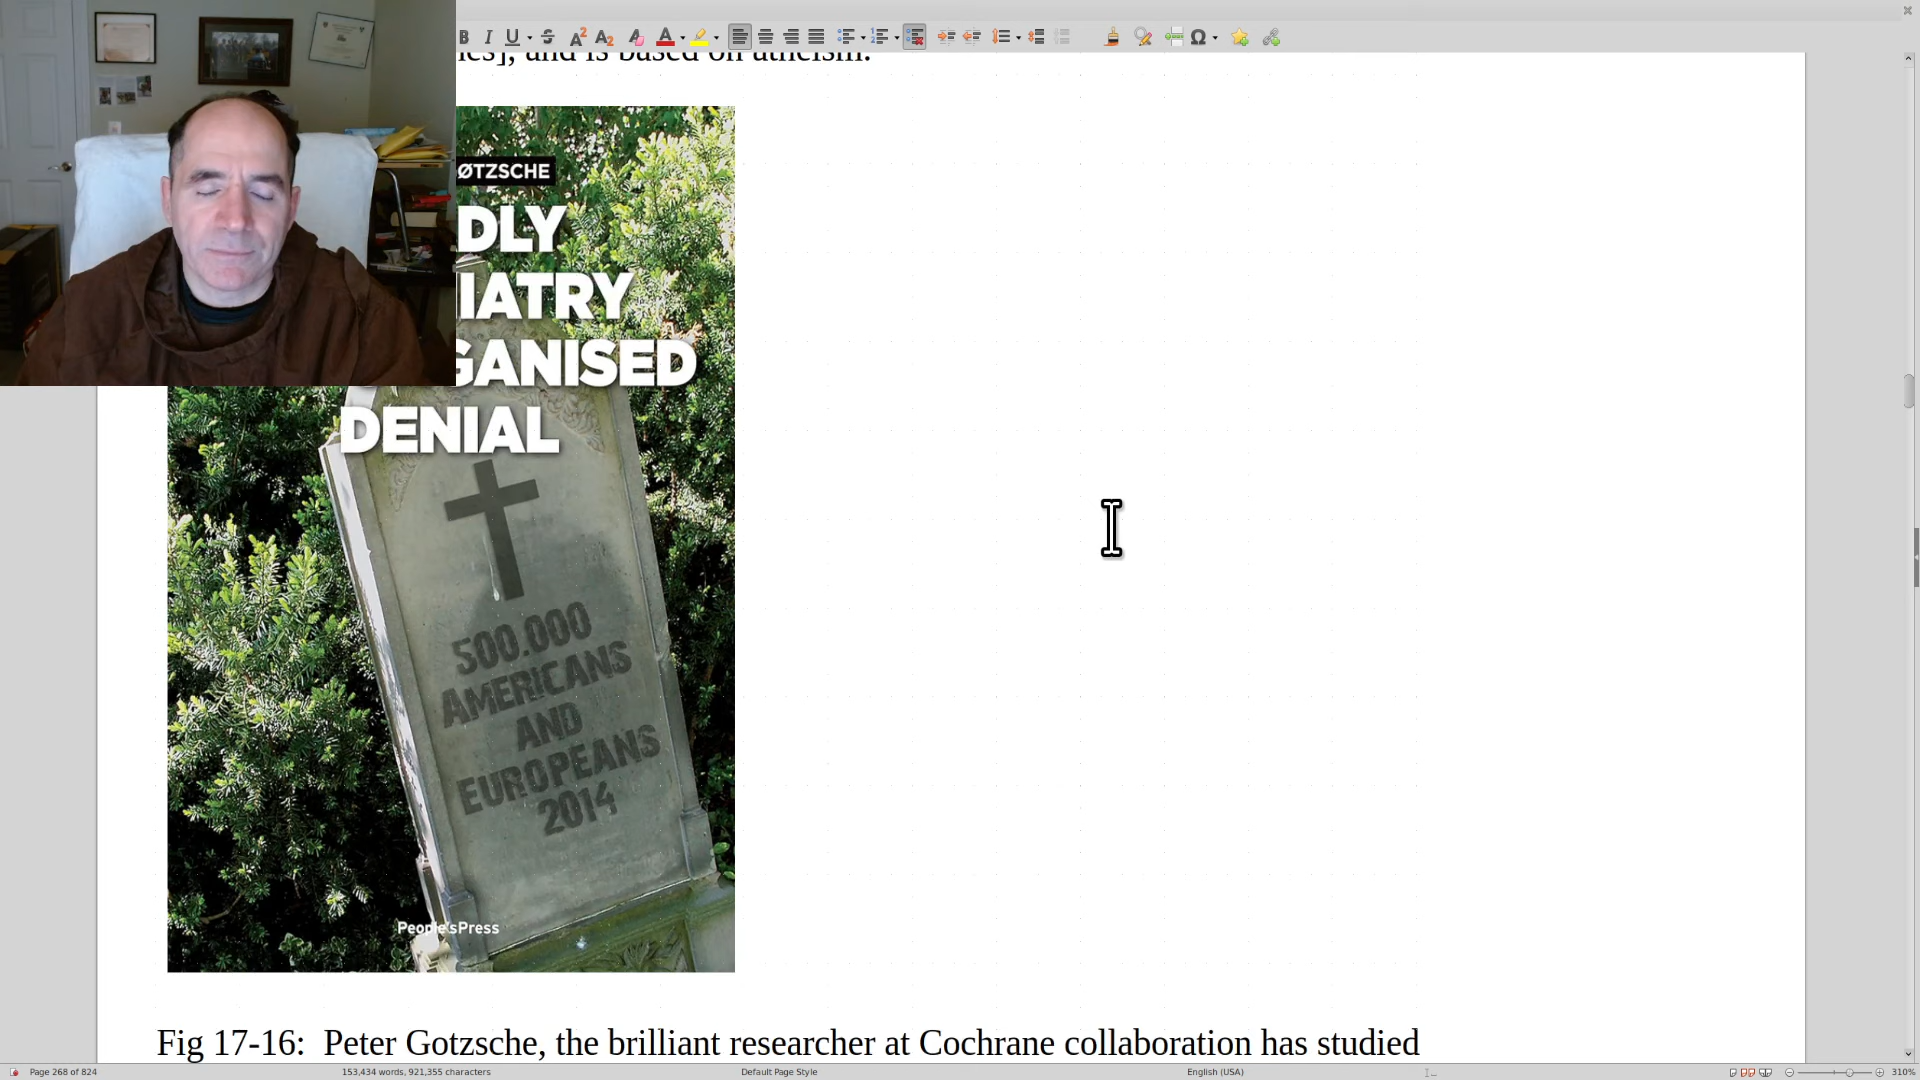 ies], and is based on atheism.
ØTZSCHE
DLY
IATRY
GANISED
DENIAL
500.000
AMERICANS
AND
EUROPEANS
2014
People'sPress
Fig 17-16:  Peter Gotzsche, the brilliant researcher at Cochrane collaboration has studied
Page 268 of 824
153,434 words, 921,355 characters
Default Page Style
English (USA)
310%